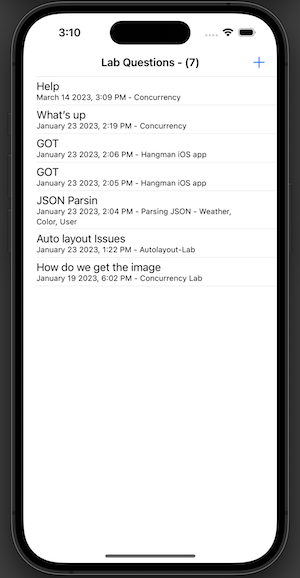 3:10
Lab Questions - (7)
Help
March 14 2023, 3:09 PM - Concurrency
What's up
January 23 2023, 2:19 PM - Concurrency
GOT
January 23 2023, 2:06 PM - Hangman iOS app
GOT
January 23 2023, 2:05 PM - Hangman iOS app
JSON Parsin
January 23 2023, 2:04 PM - Parsing JSON - Weather,
Color, User
Auto layout Issues
January 23 2023, 1:22 PM - Autolayout-Lab
How do we get the image
January 19 2023, 6:02 PM - Concurrency Lab